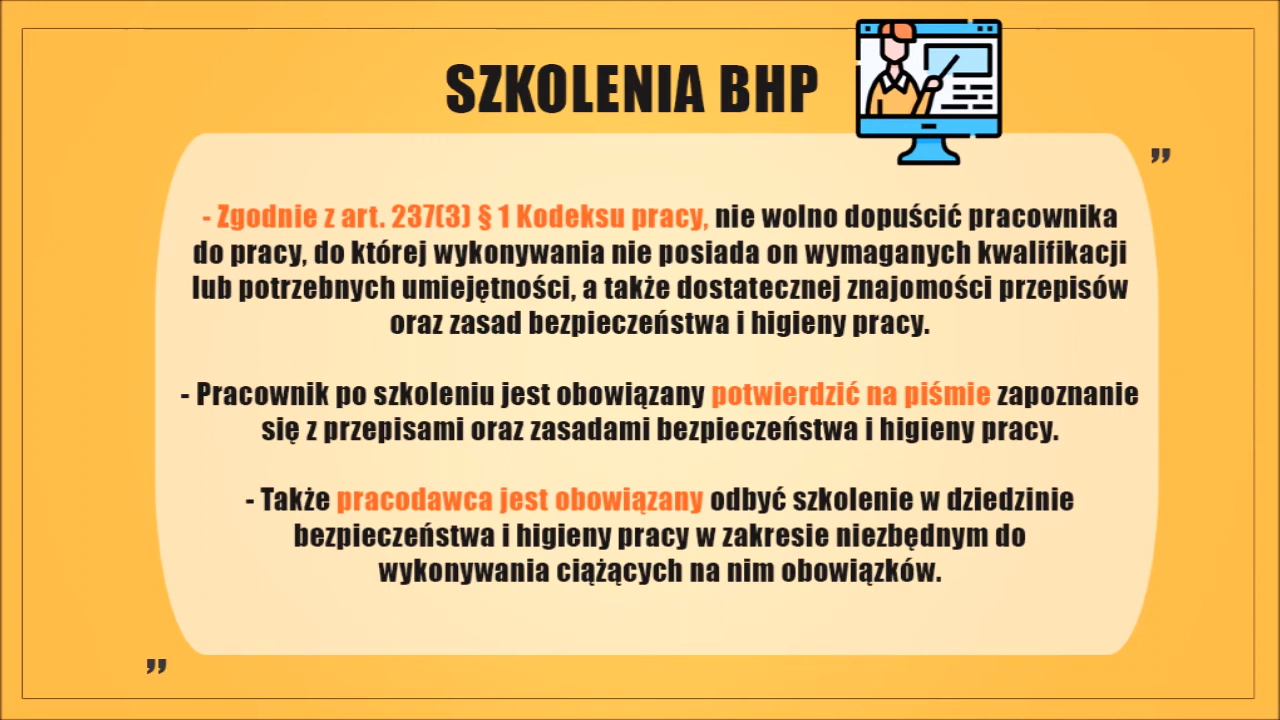 SZKOLENIA BHP
”
- Zgodnie z art. 237(3) § 1 Kodeksu pracy, nie wolno dopuścić pracownika
do pracy, do której wykonywania nie posiada on wymaganych kwalifikacji
lub potrzebnych umiejętności, a także dostatecznej znajomości przepisów
oraz zasad bezpieczeństwa i higieny pracy.
- Pracownik po szkoleniu jest obowiązany potwierdzić na piśmie zapoznanie
się z przepisami oraz zasadami bezpieczeństwa i higieny pracy.
- Także pracodawca jest obowiązany odbyć szkolenie w dziedzinie
bezpieczeństwa i higieny pracy w zakresie niezbędnym do
wykonywania ciążących na nim obowiązków.
”